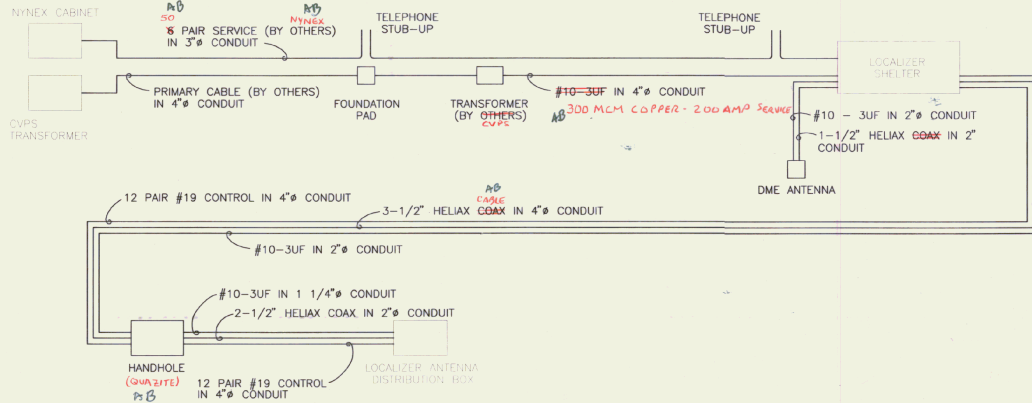 NYNEX CABINET
AB
50
AB
NYNEX
6 PAIR SERVICE (BY OTHERS)
IN 3"ø CONDUIT
TELEPHONE
STUB-UP
TELEPHONE
STUB-UP
LOCALIZER
SHELTER
PRIMARY CABLE (BY OTHERS)
IN 4"ø CONDUIT
CVPS
TRANSFORMER
FOUNDATION
PAD
TRANSFORMER
(BY OTHERS)
CVPS
#10-3UF IN 4"ø CONDUIT
AB 300 MCM COPPER - 200 AMP SERVICE
#10 - 3UF IN 2"ø CONDUIT
1-1/2" HELIAX COAX IN 2"
CONDUIT
DME ANTENNA
12 PAIR #19 CONTROL IN 4"ø CONDUIT
AB
CABLE
3-1/2" HELIAX COAX IN 4"ø CONDUIT
#10-3UF IN 2"ø CONDUIT
#10-3UF IN 1 1/4"ø CONDUIT
2-1/2" HELIAX COAX IN 2"ø CONDUIT
HANDHOLE
(QUAZITE)
AB
12 PAIR #19 CONTROL
IN 4"ø CONDUIT
LOCALIZER ANTENNA
DISTRIBUTION BOX